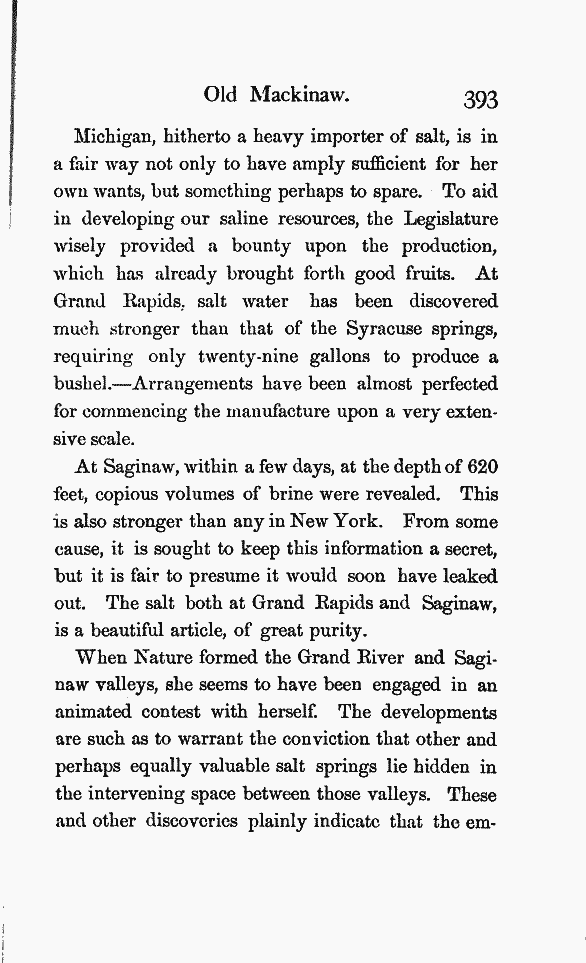 Old Mackinaw. 393
Michigan, hitherto a heavy importer of salt, is in
a fair way not only to have amply sufficient for her
own wants, but something perhaps to spare. To aid
in developing our saline resources, the Legislature
wisely provided a bounty upon the production,
which has already brought forth good fruits. At
Grand Rapids, salt water has been discovered
much stronger than that of the Syracuse springs,
requiring only twenty-nine gallons to produce a
bushel.—Arrangements have been almost perfected
for commencing the manufacture upon a very exten-
sive scale.
At Saginaw, within a few days, at the depth of 620
feet, copious volumes of brine were revealed. This
is also stronger than any in New York. From some
cause, it is sought to keep this information a secret,
but it is fair to presume it would soon have leaked
out. The salt both at Grand Rapids and Saginaw,
is a beautiful article, of great purity.
When Nature formed the Grand River and Sagi-
naw valleys, she seems to have been engaged in an
animated contest with herself. The developments
are such as to warrant the conviction that other and
perhaps equally valuable salt springs lie hidden in
the intervening space between those valleys. These
and other discoveries plainly indicate that the em-